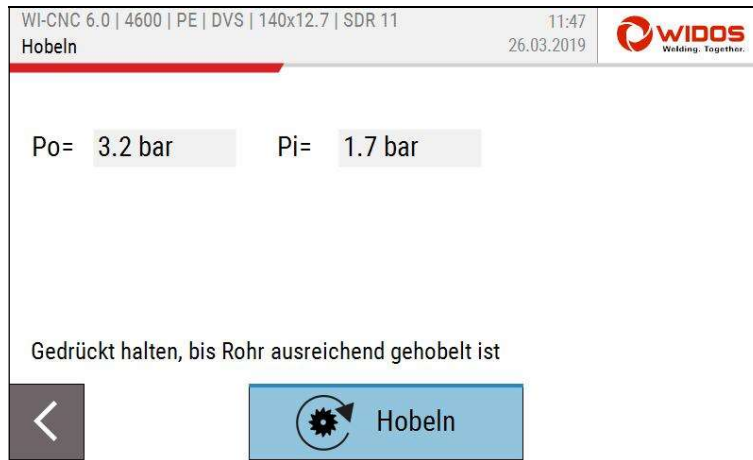 WI-CNC 6.0 | 4600 | PE | DVS | 140x12.7 | SDR 11
11:47
Hobeln
26.03.2019
WIDOS
Welding. Together.
Po= 3.2 bar Pi= 1.7 bar
Gedrückt halten, bis Rohr ausreichend gehobelt ist
Hobeln